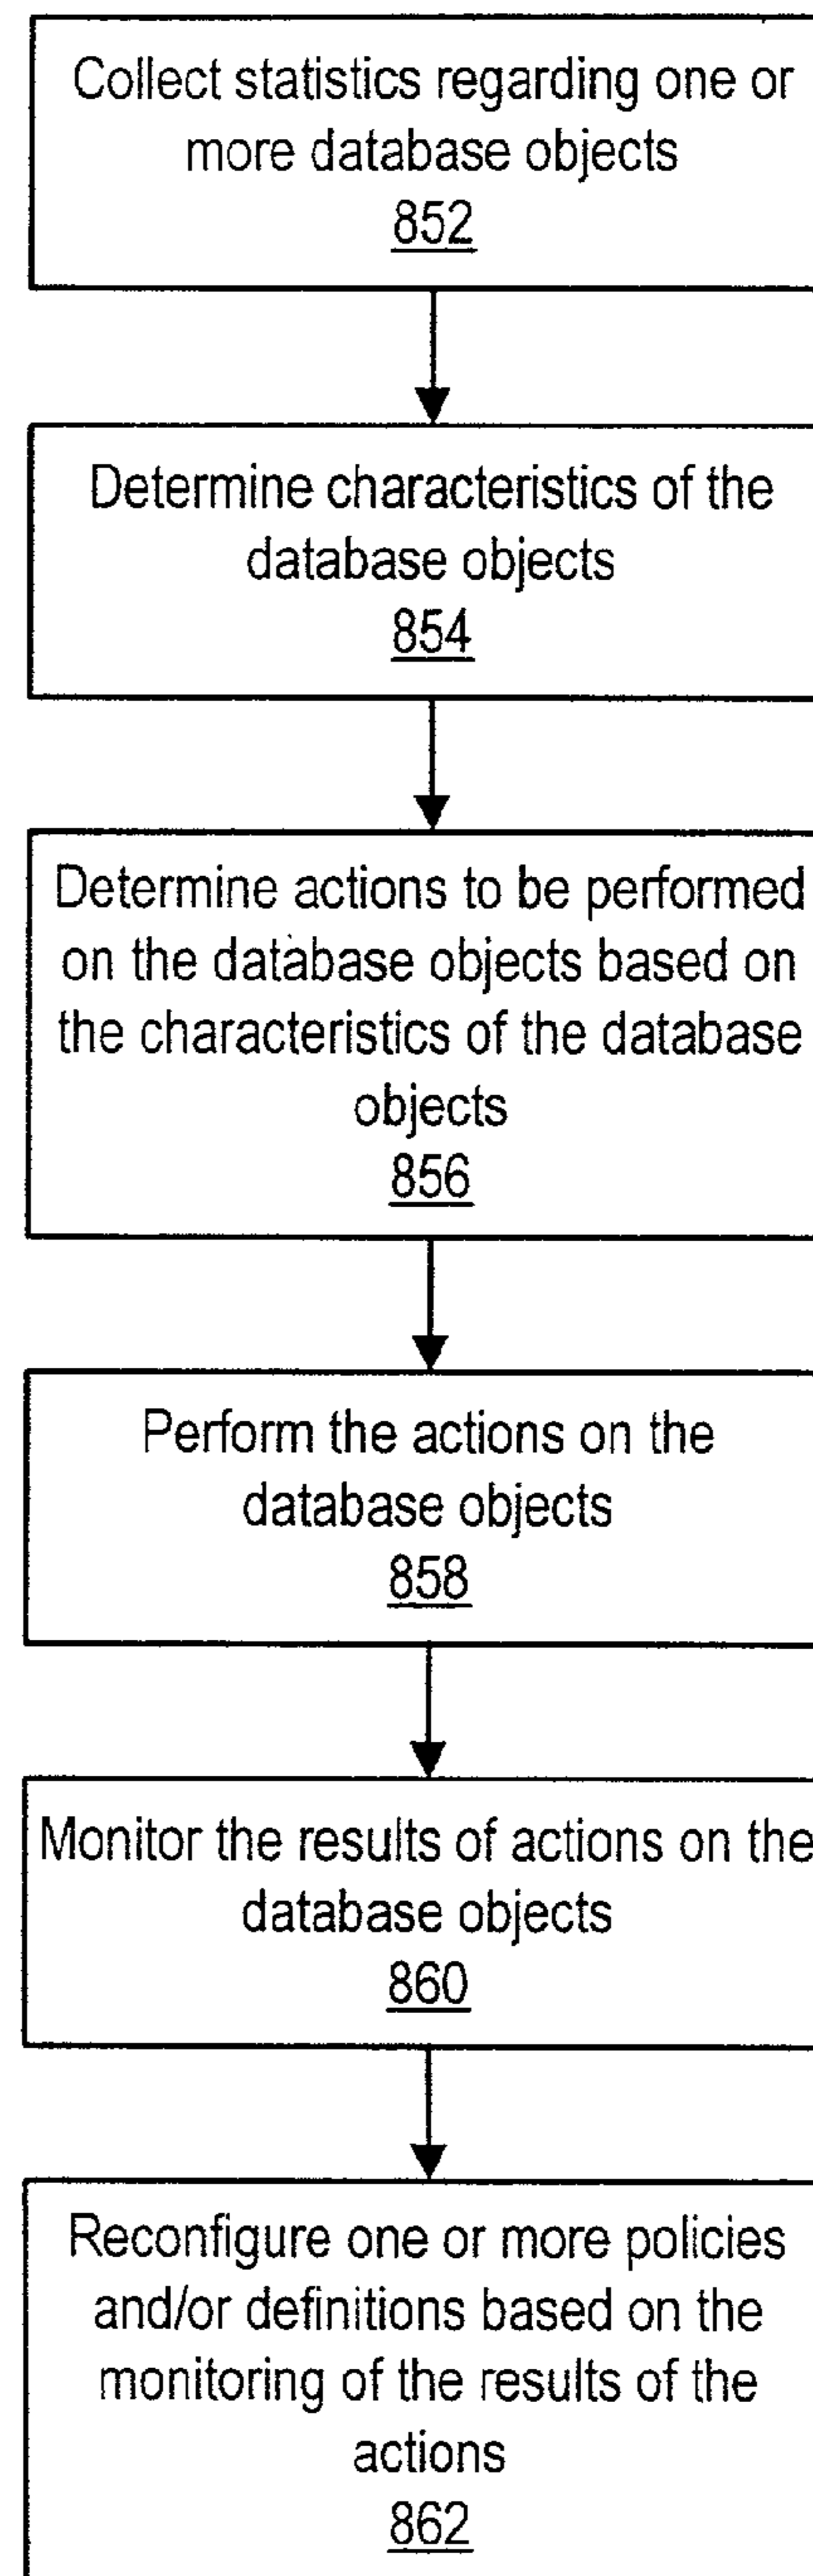 Collect statistics regarding one or
more database objects
852
Determine characteristics of the
database objects
854
Determine actions to be performed
on the database objects based on
the characteristics of the database
objects
856
Perform the actions on the
database objects
858
Monitor the results of actions on the
database objects
860
Reconfigure one or more policies
and/or definitions based on the
monitoring of the results of the
actions
862